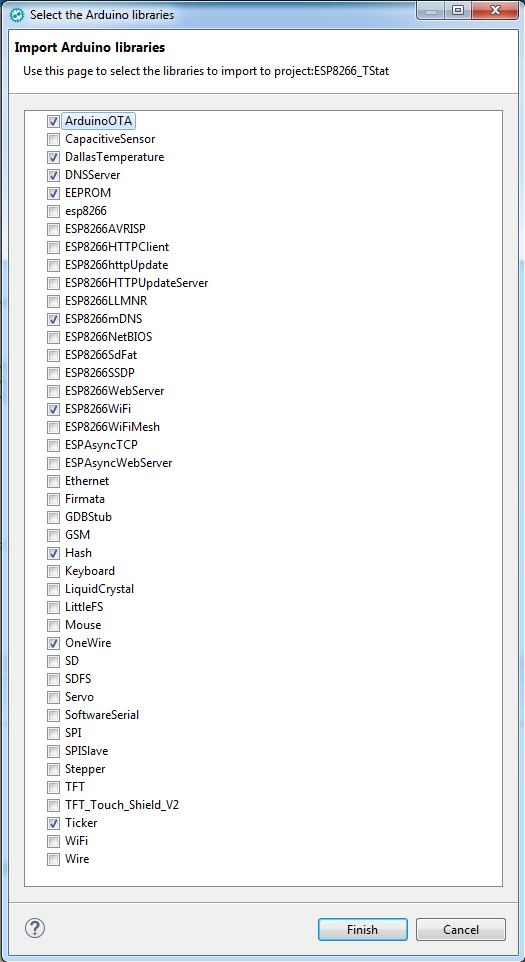 Select the Arduino libraries
Import Arduino libraries
Use this page to select the libraries to import to project:ESP8266_TStat
ArduinoOTA
CapacitiveSensor
DallasTemperature
DNSServer
EEPROM
esp8266
ESP8266AVRISP
ESP8266HTTPClient
ESP8266httpUpdate
ESP8266HTTPUpdateServer
ESP8266LLMNR
ESP8266mDNS
ESP8266NetBIOS
ESP8266SdFat
ESP8266SSDP
ESP8266WebServer
ESP8266WiFi
ESP8266WiFiMesh
ESPAsyncTCP
ESPAsyncWebServer
Ethernet
Firmata
GDBStub
GSM
Hash
Keyboard
LiquidCrystal
LittleFS
Mouse
OneWire
SD
SDFS
Servo
SoftwareSerial
SPI
SPISlave
Stepper
TFT
TFT_Touch_Shield_V2
Ticker
WiFi
Wire
?
Finish
Cancel